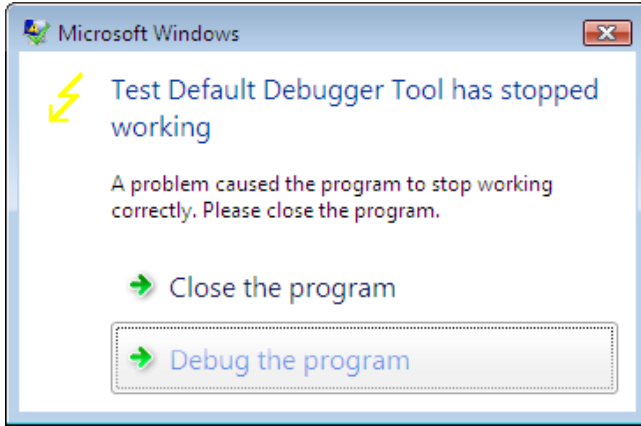 Microsoft Windows
Test Default Debugger Tool has stopped
working
A problem caused the program to stop working
correctly. Please close the program.
Close the program
Debug the program